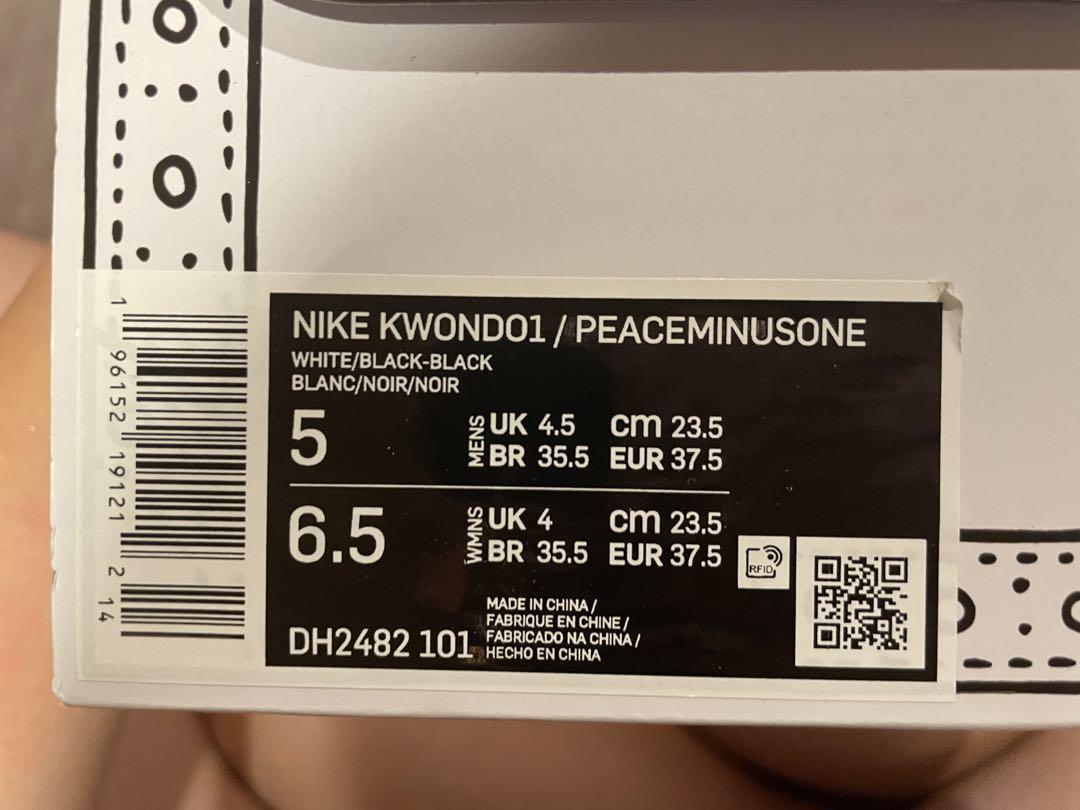 NIKE KWONDO1 / PEACEMINUSONE
WHITE/BLACK-BLACK
BLANC/NOIR/NOIR
5 MENS UK 4.5 cm 23.5
BR 35.5 EUR 37.5
6.5 WMNS UK 4 cm 23.5
BR 35.5 EUR 37.5
RFID
MADE IN CHINA /
FABRIQUE EN CHINE /
FABRICADO NA CHINA /
HECHO EN CHINA
DH2482 101
1 96152 19121 2 14